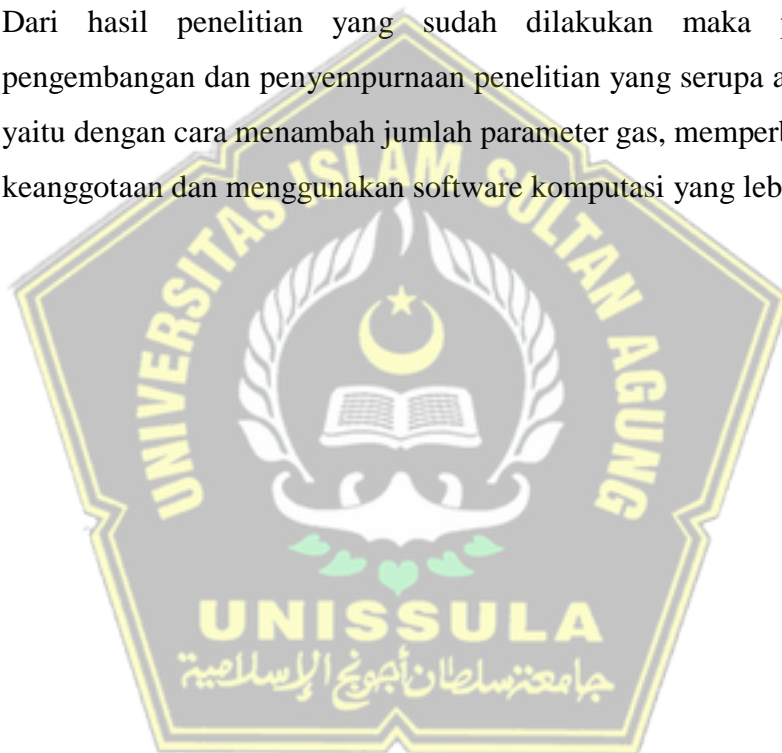 Dari hasil penelitian yang sudah dilakukan maka
pengembangan dan penyempurnaan penelitian yang serupa
yaitu dengan cara menambah jumlah parameter gas,
keanggotaan dan menggunakan software komputasi yang
UNIVERSITAS ISLAM SULTAN AGUNG
UNISSULA
جامعة سلطان أجونج الإسلامية